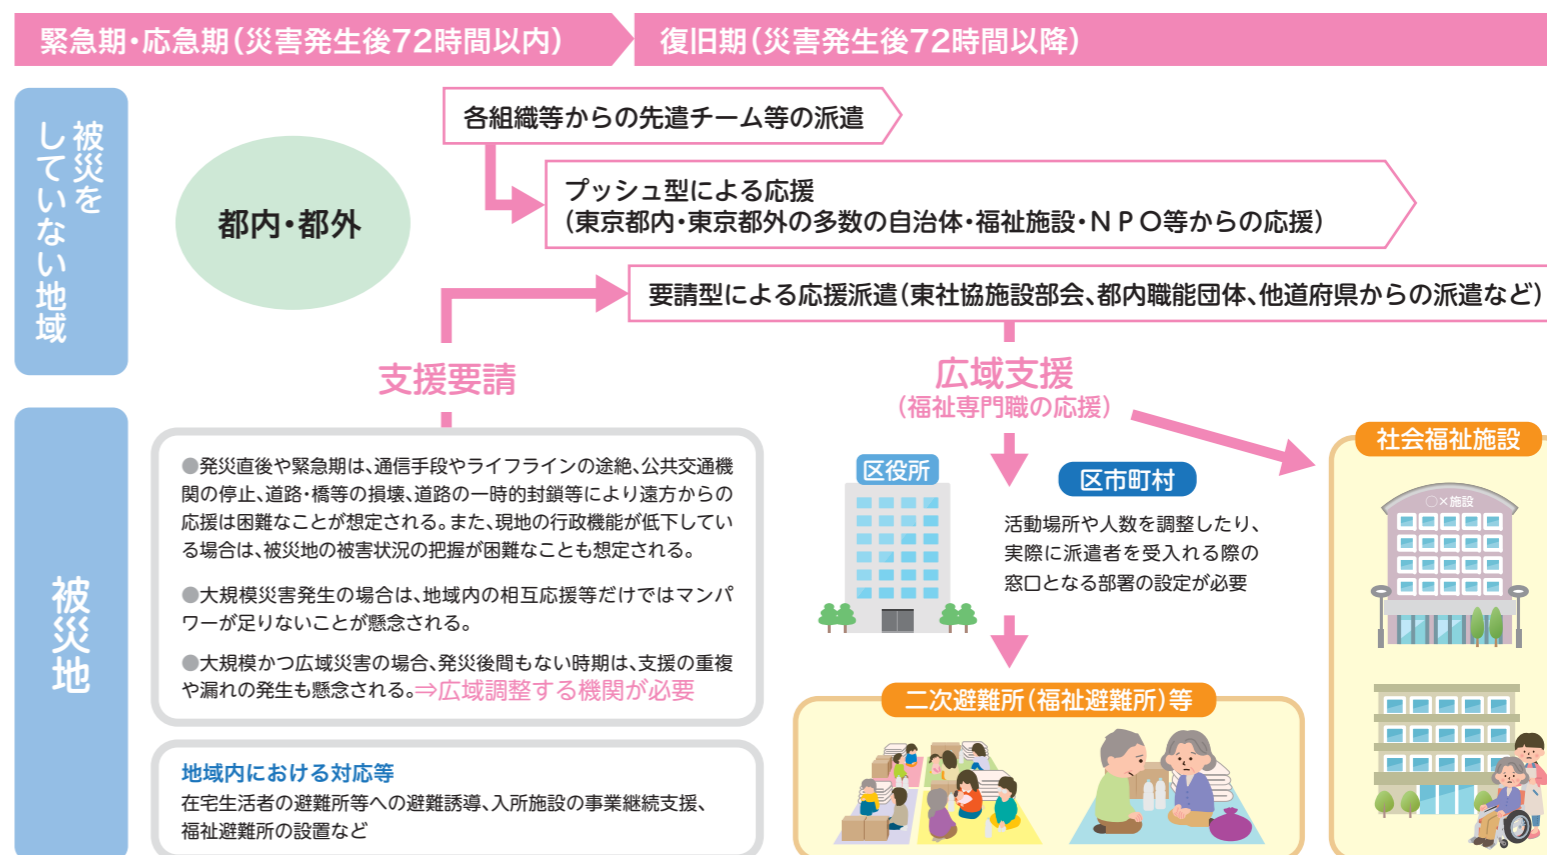 緊急期・応急期（災害発生後72時間以内）
復旧期（災害発生後72時間以降）
被災を
していない地域
都内・都外
各組織等からの先遣チーム等の派遣
プッシュ型による応援
（東京都内・東京都外の多数の自治体・福祉施設・ＮＰＯ等からの応援）
要請型による応援派遣（東社協施設部会、都内職能団体、他道府県からの派遣など）
支援要請
広域支援
（福祉専門職の応援）
被災地
●発災直後や緊急期は、通信手段やライフラインの途絶、公共交通機
関の停止、道路・橋等の損壊、道路の一時的封鎖等により遠方からの
応援は困難なことが想定される。また、現地の行政機能が低下してい
る場合は、被災地の被害状況の把握が困難なことも想定される。
●大規模災害発生の場合は、地域内の相互応援等だけではマンパ
ワーが足りないことが懸念される。
●大規模かつ広域災害の場合、発災後間もない時期は、支援の重複
や漏れの発生も懸念される。⇒広域調整する機関が必要
地域内における対応等
在宅生活者の避難所等への避難誘導、入所施設の事業継続支援、
福祉避難所の設置など
区役所
区市町村
活動場所や人数を調整したり、
実際に派遣者を受入れる際の
窓口となる部署の設定が必要
二次避難所（福祉避難所）等
社会福祉施設
〇×施設